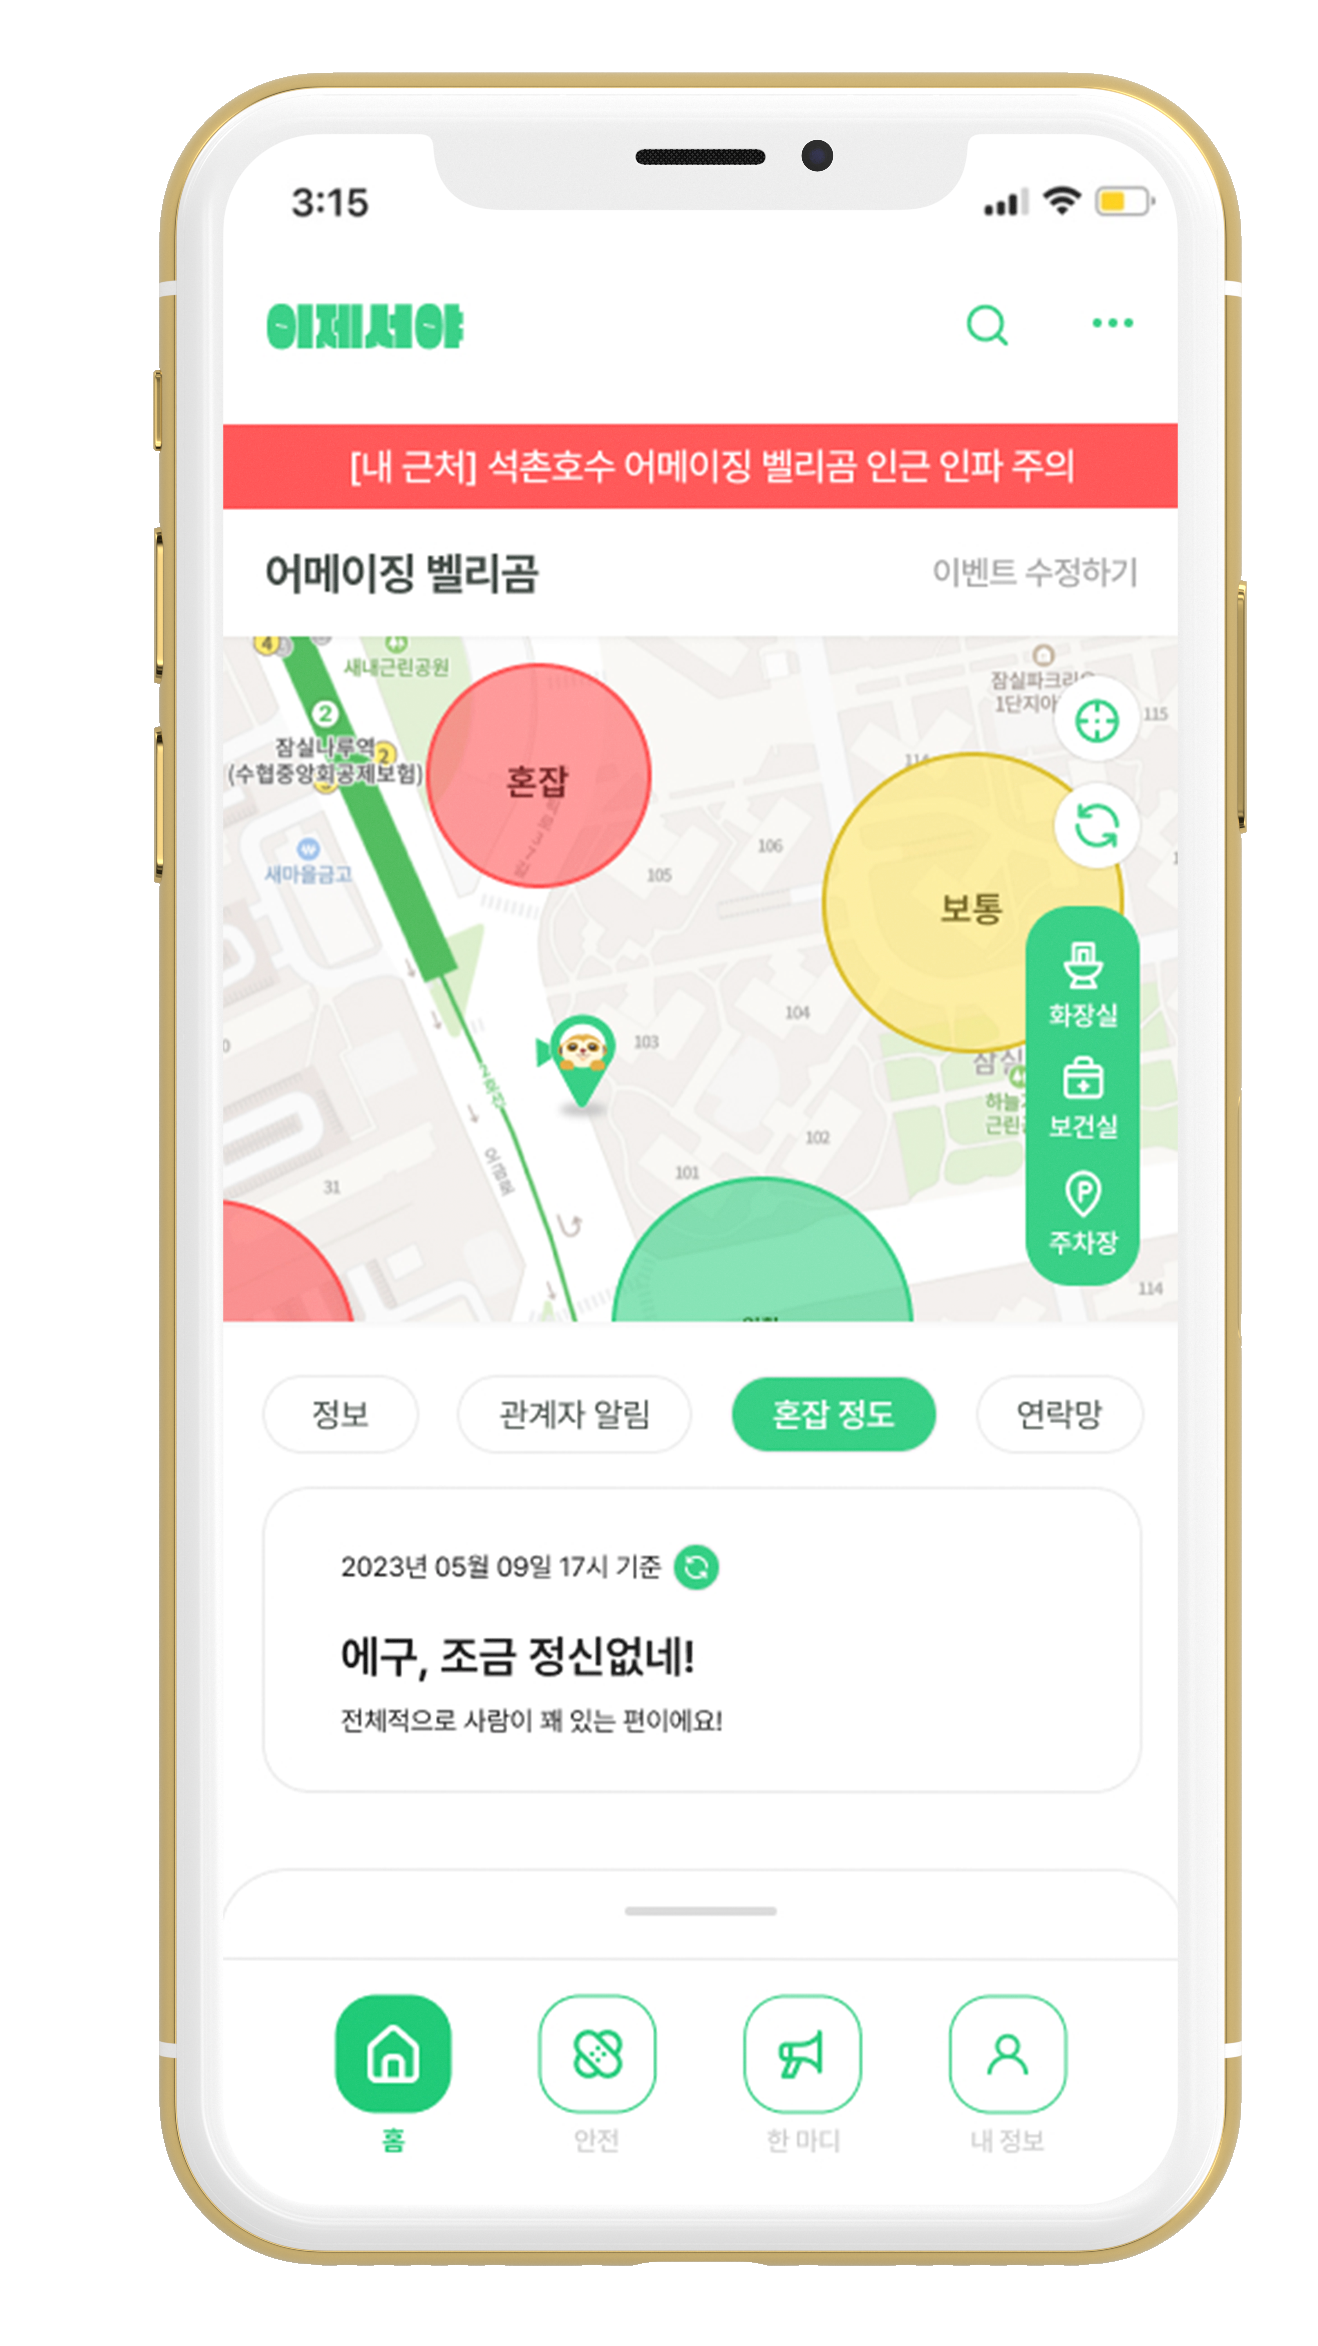 3:15
이제서야
[내 근처] 석촌호수 어메이징 벨리곰 인근 인파 주의
어메이징 벨리곰
이벤트 수정하기
4
새내근린공원
2
잠실나루역
2
(수협중앙회공제보험)
새마을금고
혼잡
잠실파크리오
1단지아
115
114
106
105
보통
104
103
102
101
31
114
하늘
근린
화장실
보건실
주차장
정보
관계자 알림
혼잡 정도
연락망
2023년 05월 09일 17시 기준
에구, 조금 정신없네!
전체적으로 사람이 꽤 있는 편이에요!
홈
안전
한 마디
내 정보